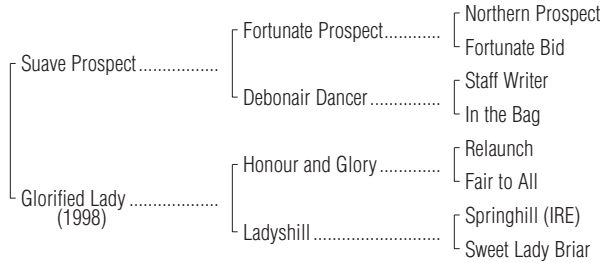 Northern Prospect
Fortunate Prospect............
Fortunate Bid
Suave Prospect.................
Staff Writer
Debonair Dancer...............
In the Bag
Relaunch
Honour and Glory.............
Fair to All
Glorified Lady...................
(1998)
Springhill (IRE)
Ladyshill...........................
Sweet Lady Briar